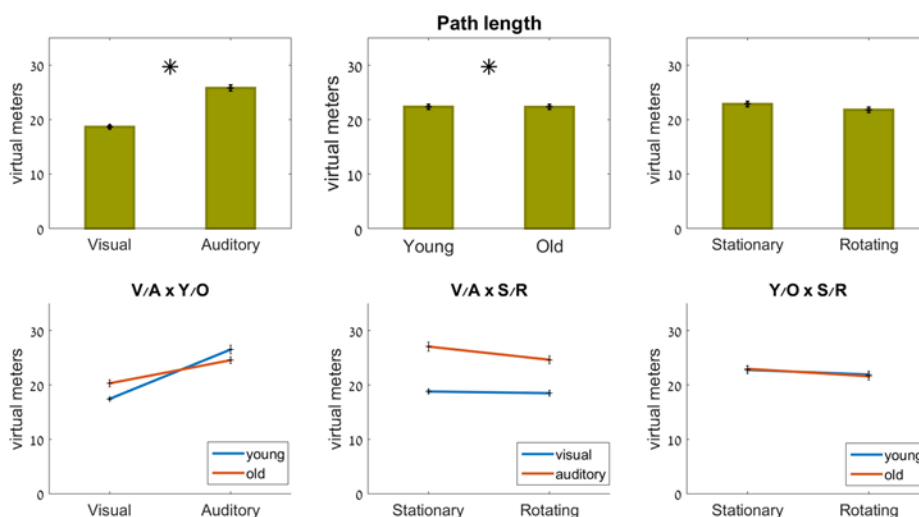 Path length
virtual meters
30
20
10
0
*
Visual
Auditory
virtual meters
30
20
10
0
*
Young
Old
virtual meters
30
20
10
0
Stationary
Rotating
V/A x Y/O
virtual meters
30
20
10
0
Visual
Auditory
young
old
V/A x S/R
virtual meters
30
20
10
0
Stationary
Rotating
visual
auditory
Y/O x S/R
virtual meters
30
20
10
0
Stationary
Rotating
young
old